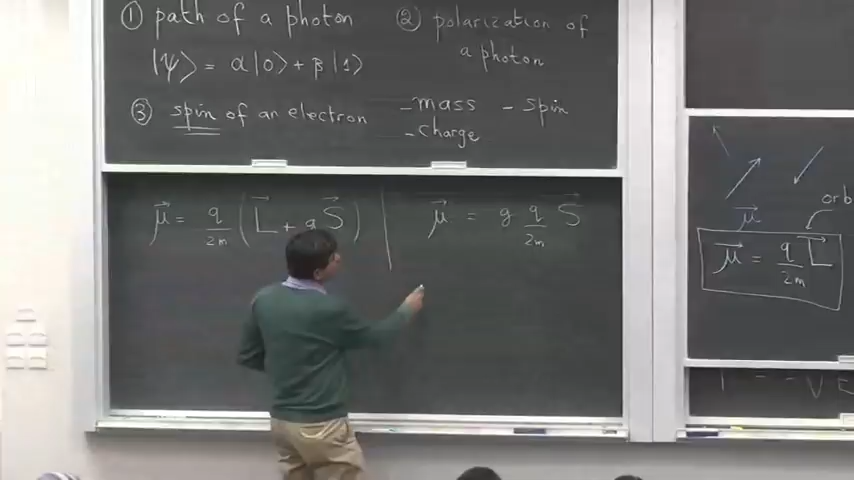 ① path of a photon
|ψ⟩ = α|0⟩ + β|1⟩
② polarization of
a photon
③ spin of an electron
- mass - spin
- charge
μ⃗ = q/2m (L⃗ + g S⃗)
μ⃗ = g q/2m S⃗
μ⃗
orb
μ⃗ = q/2m L⃗